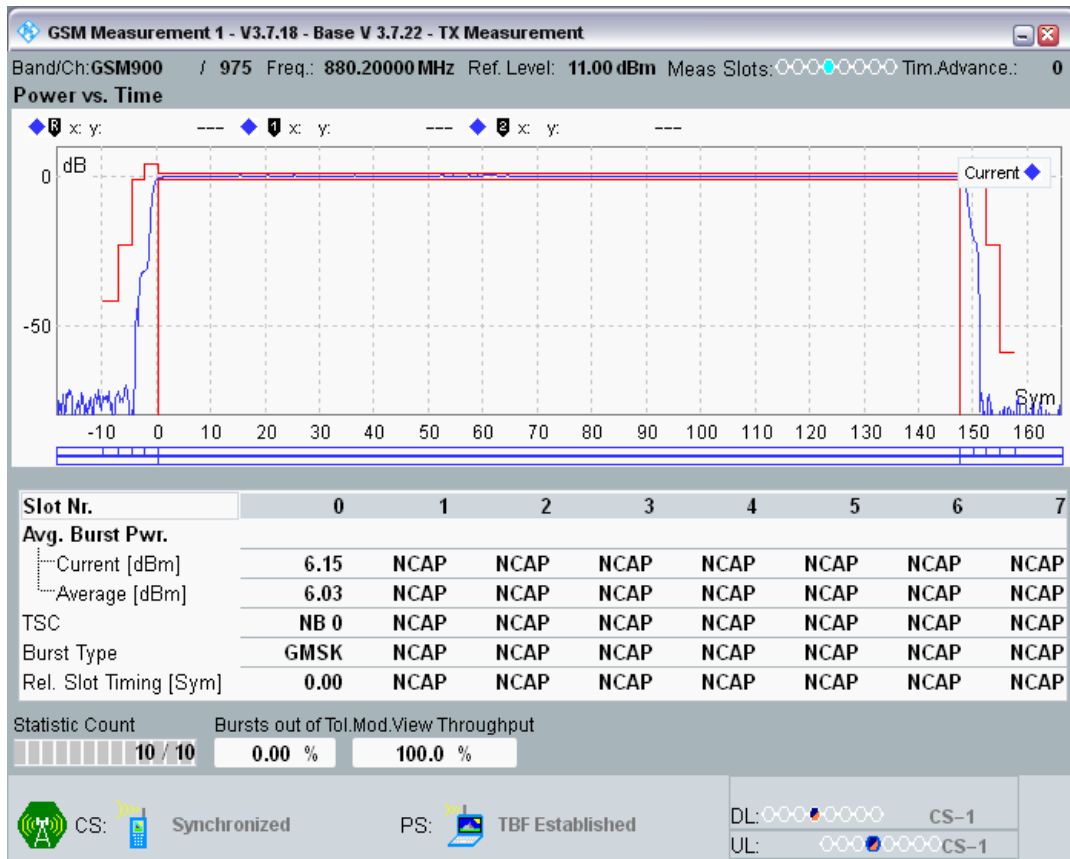 GSM Measurement 1 - V3.7.18 - Base V 3.7.22 - TX Measurement
Band/Ch:GSM900 / 975 Freq.: 880.20000 MHz Ref. Level: 11.00 dBm Meas Slots: Tim.Advance.: 0
Power vs. Time
R x: y: --- 1 x: y: --- 2 x: y: ---
dB
Current
0
-50
Sym
-10 0 10 20 30 40 50 60 70 80 90 100 110 120 130 140 150 160
Slot Nr. 0 1 2 3 4 5 6 7
Avg. Burst Pwr.
Current [dBm] 6.15 NCAP NCAP NCAP NCAP NCAP NCAP NCAP
Average [dBm] 6.03 NCAP NCAP NCAP NCAP NCAP NCAP NCAP
TSC NB 0 NCAP NCAP NCAP NCAP NCAP NCAP NCAP
Burst Type GMSK NCAP NCAP NCAP NCAP NCAP NCAP NCAP
Rel. Slot Timing [Sym] 0.00 NCAP NCAP NCAP NCAP NCAP NCAP NCAP
Statistic Count Bursts out of Tol.Mod.View Throughput
10 / 10 0.00 % 100.0 %
CS: Synchronized PS: TBF Established
DL: CS-1
UL: CS-1